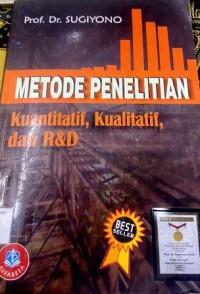 Prof. Dr. SUGIYONO
METODE PENELITIAN
Kuantitatif, Kualitatif,
dan R&D
BEST
SELLER
ALFABETA